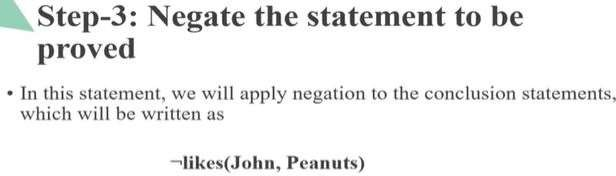 Step-3: Negate the statement to be
proved
• In this statement, we will apply negation to the conclusion statements,
which will be written as
¬likes(John, Peanuts)